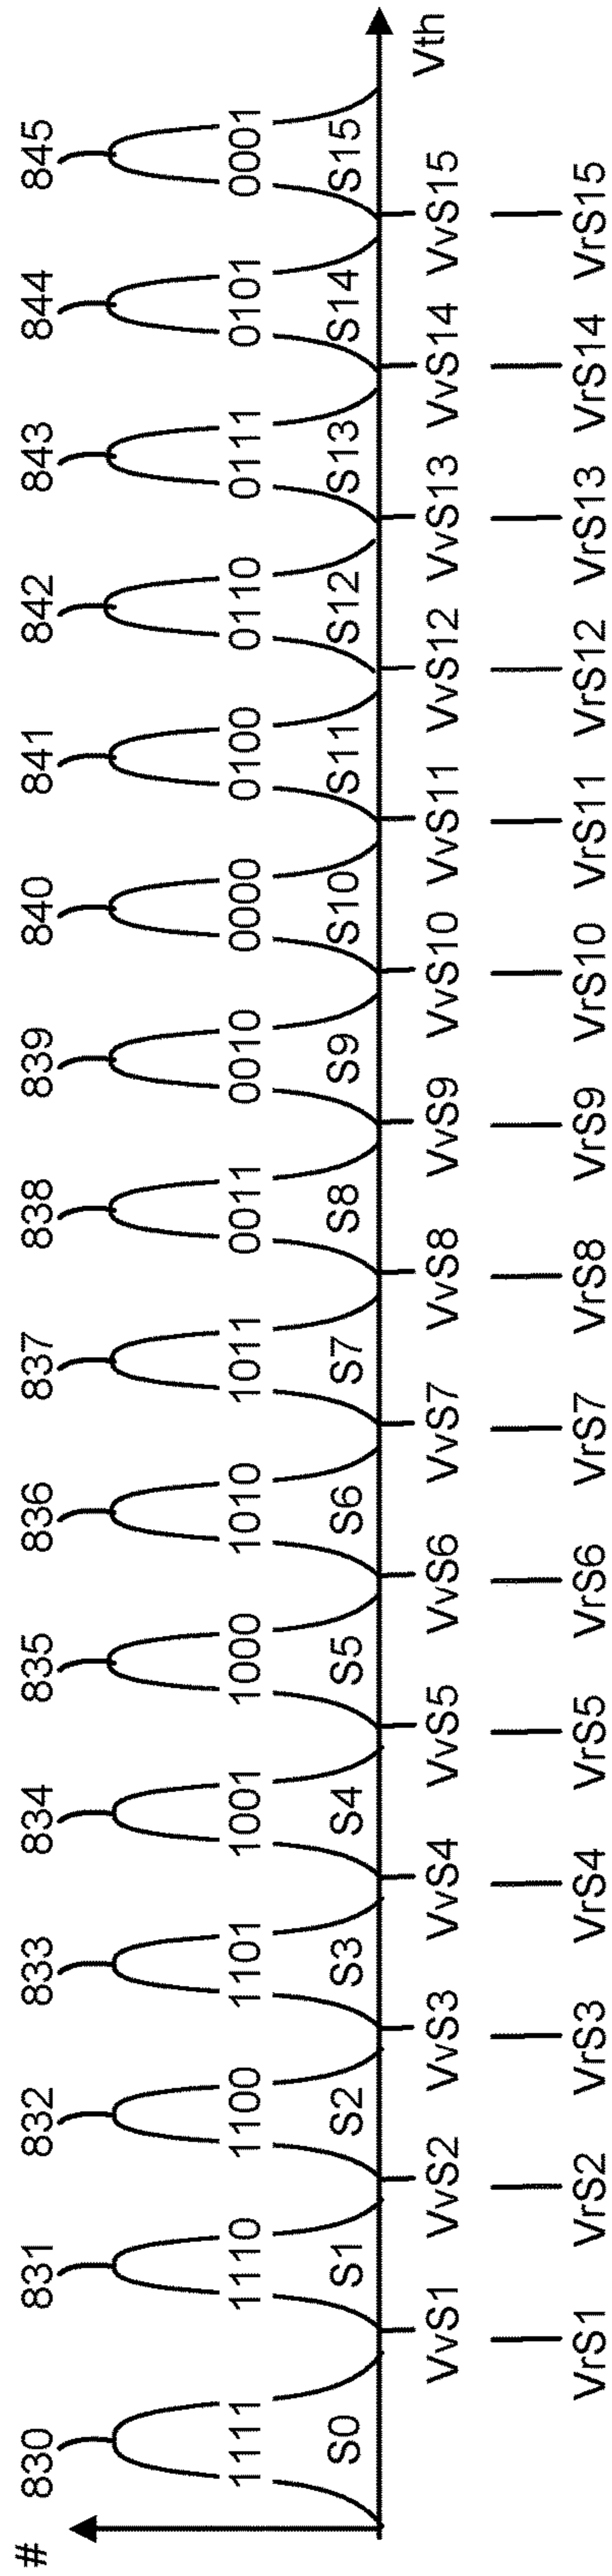 #
830 831 832 833 834 835 836 837 838 839 840 841 842 843 844 845
1111 1110 1100 1101 1001 1000 1010 1011 0011 0010 0000 0100 0110 0111 0101 0001
S0 S1 S2 S3 S4 S5 S6 S7 S8 S9 S10 S11 S12 S13 S14 S15
Vth
VvS1 VvS2 VvS3 VvS4 VvS5 VvS6 VvS7 VvS8 VvS9 VvS10 VvS11 VvS12 VvS13 VvS14 VvS15
VrS1 VrS2 VrS3 VrS4 VrS5 VrS6 VrS7 VrS8 VrS9 VrS10 VrS11 VrS12 VrS13 VrS14 VrS15